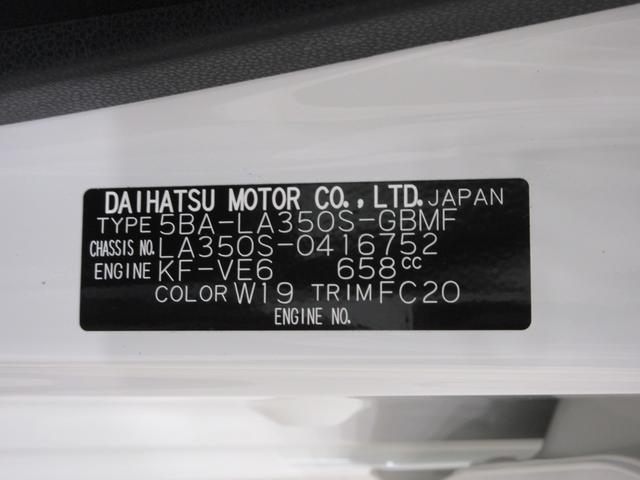 DAIHATSU MOTOR CO., LTD. JAPAN
TYPE 5BA-LA350S-GBMF
CHASSIS NO. LA350S-0416752
ENGINE KF-VE6 658cc
COLOR W19 TRIM FC20
ENGINE NO.